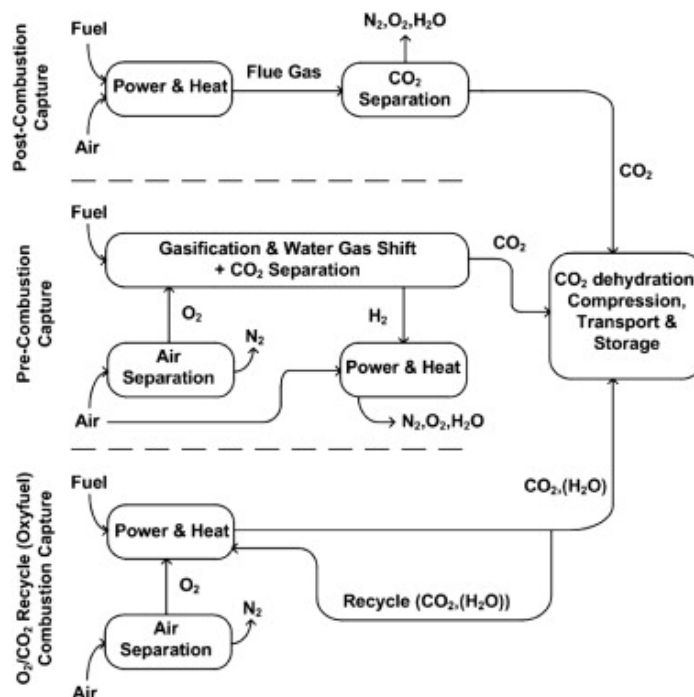 Post-Combustion
Capture
Fuel
Air
Power & Heat
Flue Gas
N₂,O₂,H₂O
CO₂
Separation
CO₂
Pre-Combustion
Capture
Fuel
Gasification & Water Gas Shift
+ CO₂ Separation
CO₂
CO₂ dehydration,
Compression,
Transport &
Storage
O₂
H₂
N₂
Air
Separation
Power & Heat
Air
N₂,O₂,H₂O
O₂/CO₂ Recycle (Oxyfuel)
Combustion Capture
Fuel
CO₂,(H₂O)
Power & Heat
O₂
Recycle (CO₂,(H₂O))
N₂
Air
Separation
Air